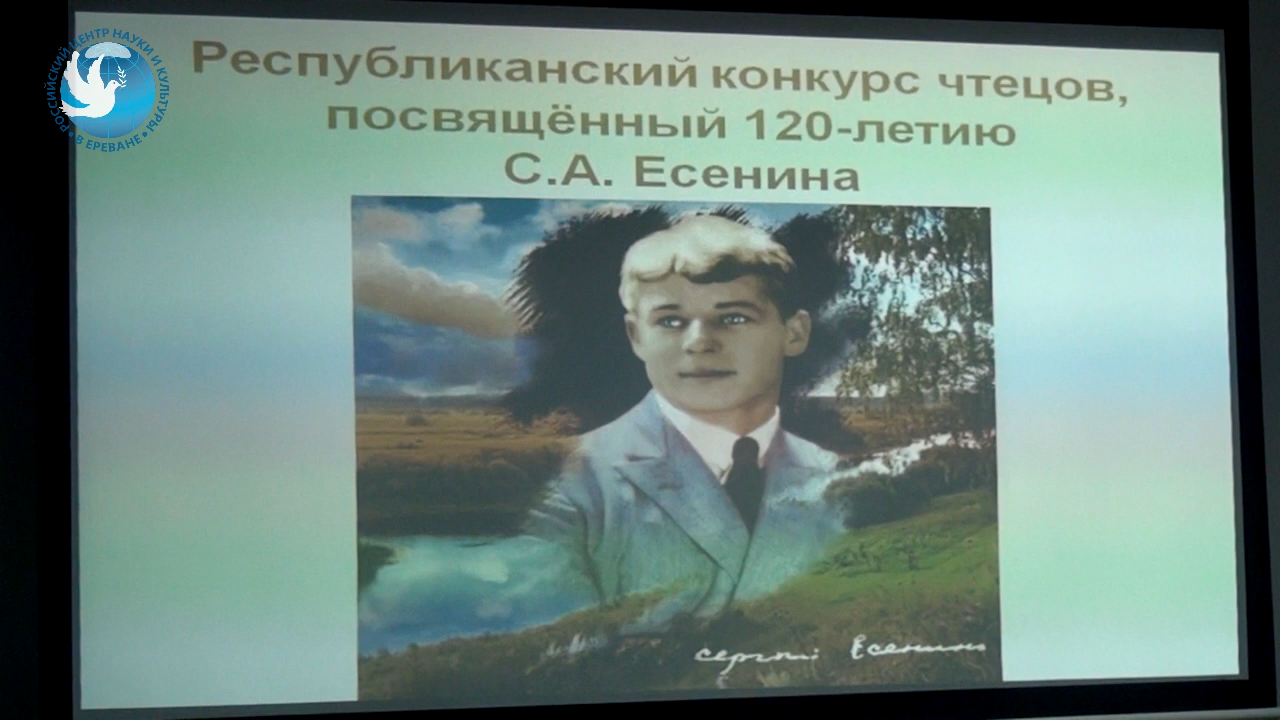 РОССИЙСКИЙ ЦЕНТР НАУКИ И КУЛЬТУРЫ
• В ЕРЕВАНЕ •
Республиканский конкурс чтецов,
посвящённый 120-летию
С.А. Есенина
Сергей Есенин